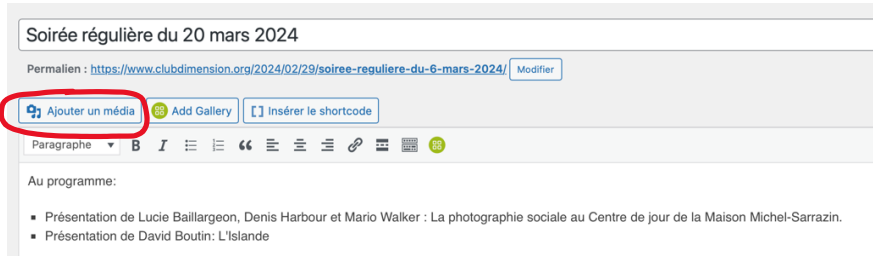 Soirée régulière du 20 mars 2024
Permalien : https://www.clubdimension.org/2024/02/29/soiree-reguliere-du-6-mars-2024/ Modifier
Ajouter un média Add Gallery [ ] Insérer le shortcode
Paragraphe B I
Au programme:
▪ Présentation de Lucie Baillargeon, Denis Harbour et Mario Walker : La photographie sociale au Centre de jour de la Maison Michel-Sarrazin.
▪ Présentation de David Boutin: L'Islande